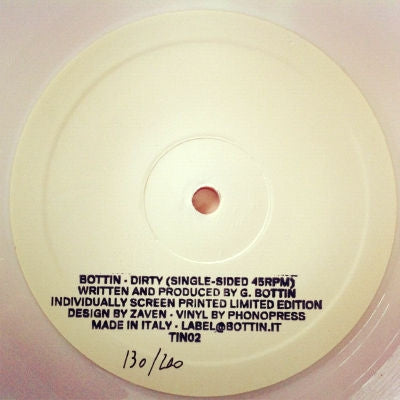 BOTTIN · DIRTY (SINGLE-SIDED 45RPM)
WRITTEN AND PRODUCED BY G. BOTTIN
INDIVIDUALLY SCREEN PRINTED LIMITED EDITION
DESIGN BY ZAVEN · VINYL BY PHONOPRESS
MADE IN ITALY · LABEL@BOTTIN.IT
TIN02
130/200